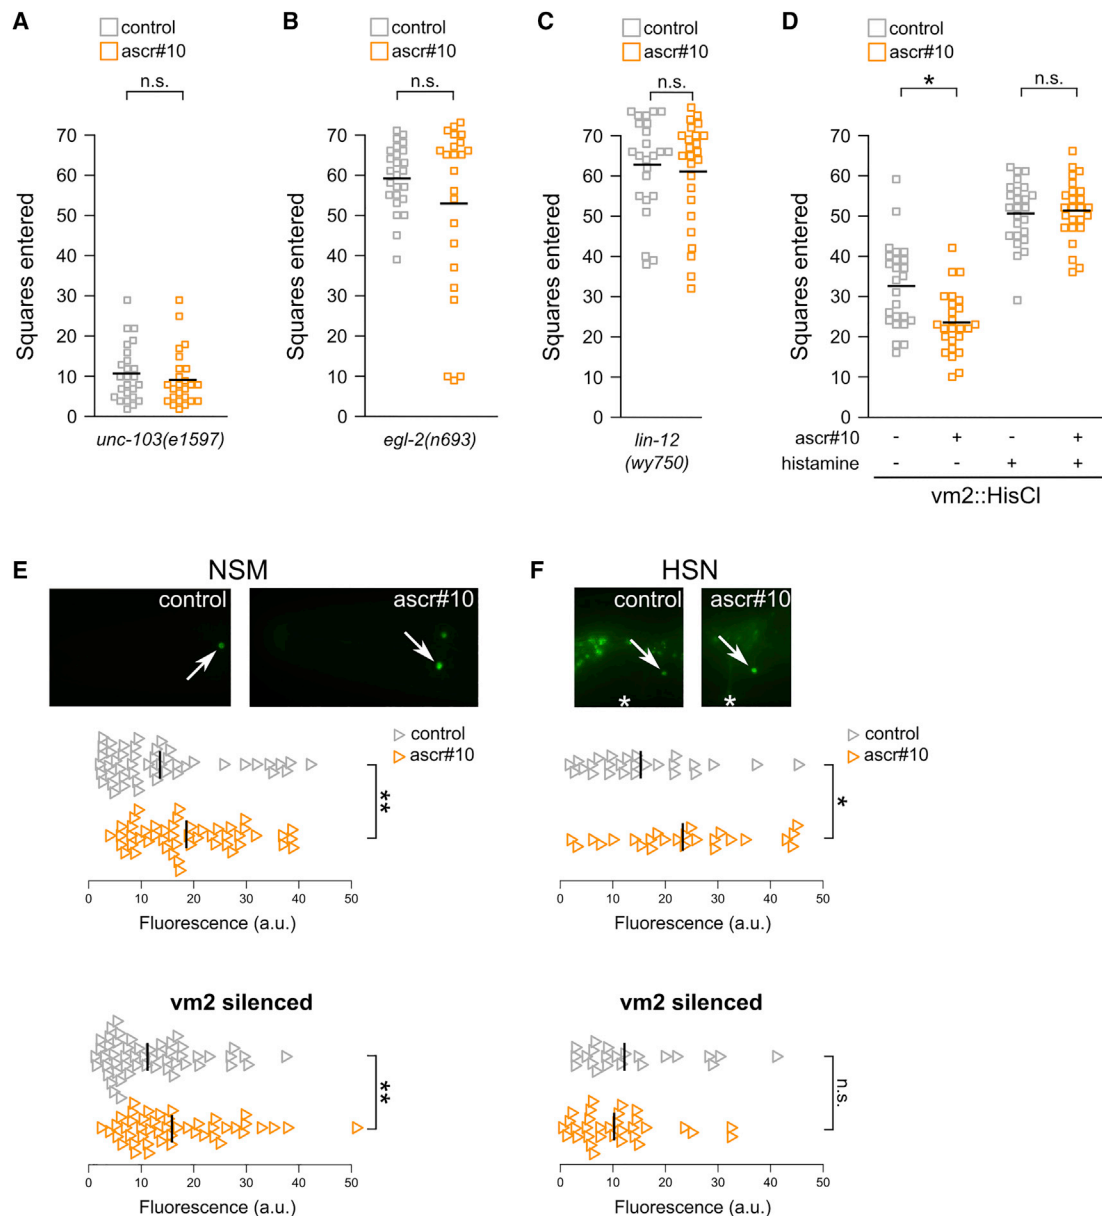 A
control
ascr#10
n.s.
Squares entered
70
60
50
40
30
20
10
0
unc-103(e1597)
B
control
ascr#10
n.s.
Squares entered
70
60
50
40
30
20
10
0
egl-2(n693)
C
control
ascr#10
n.s.
Squares entered
70
60
50
40
30
20
10
0
lin-12
(wy750)
D
control
ascr#10
*
n.s.
Squares entered
70
60
50
40
30
20
10
0
ascr#10 - + - +
histamine - - + +
vm2::HisCl
E
NSM
control
ascr#10
control
ascr#10
**
0 10 20 30 40 50
Fluorescence (a.u.)
vm2 silenced
**
0 10 20 30 40 50
Fluorescence (a.u.)
F
HSN
control
*
ascr#10
*
control
ascr#10
*
0 10 20 30 40 50
Fluorescence (a.u.)
vm2 silenced
n.s.
0 10 20 30 40 50
Fluorescence (a.u.)